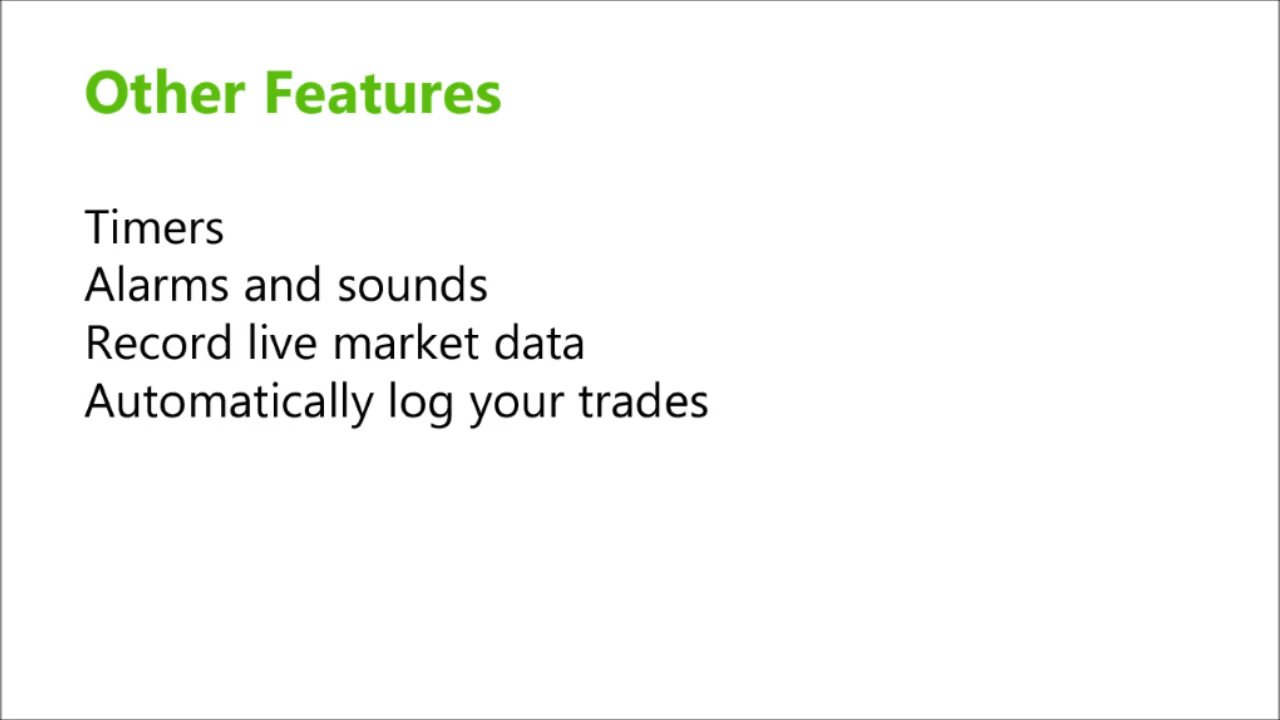 Other Features
Timers
Alarms and sounds
Record live market data
Automatically log your trades